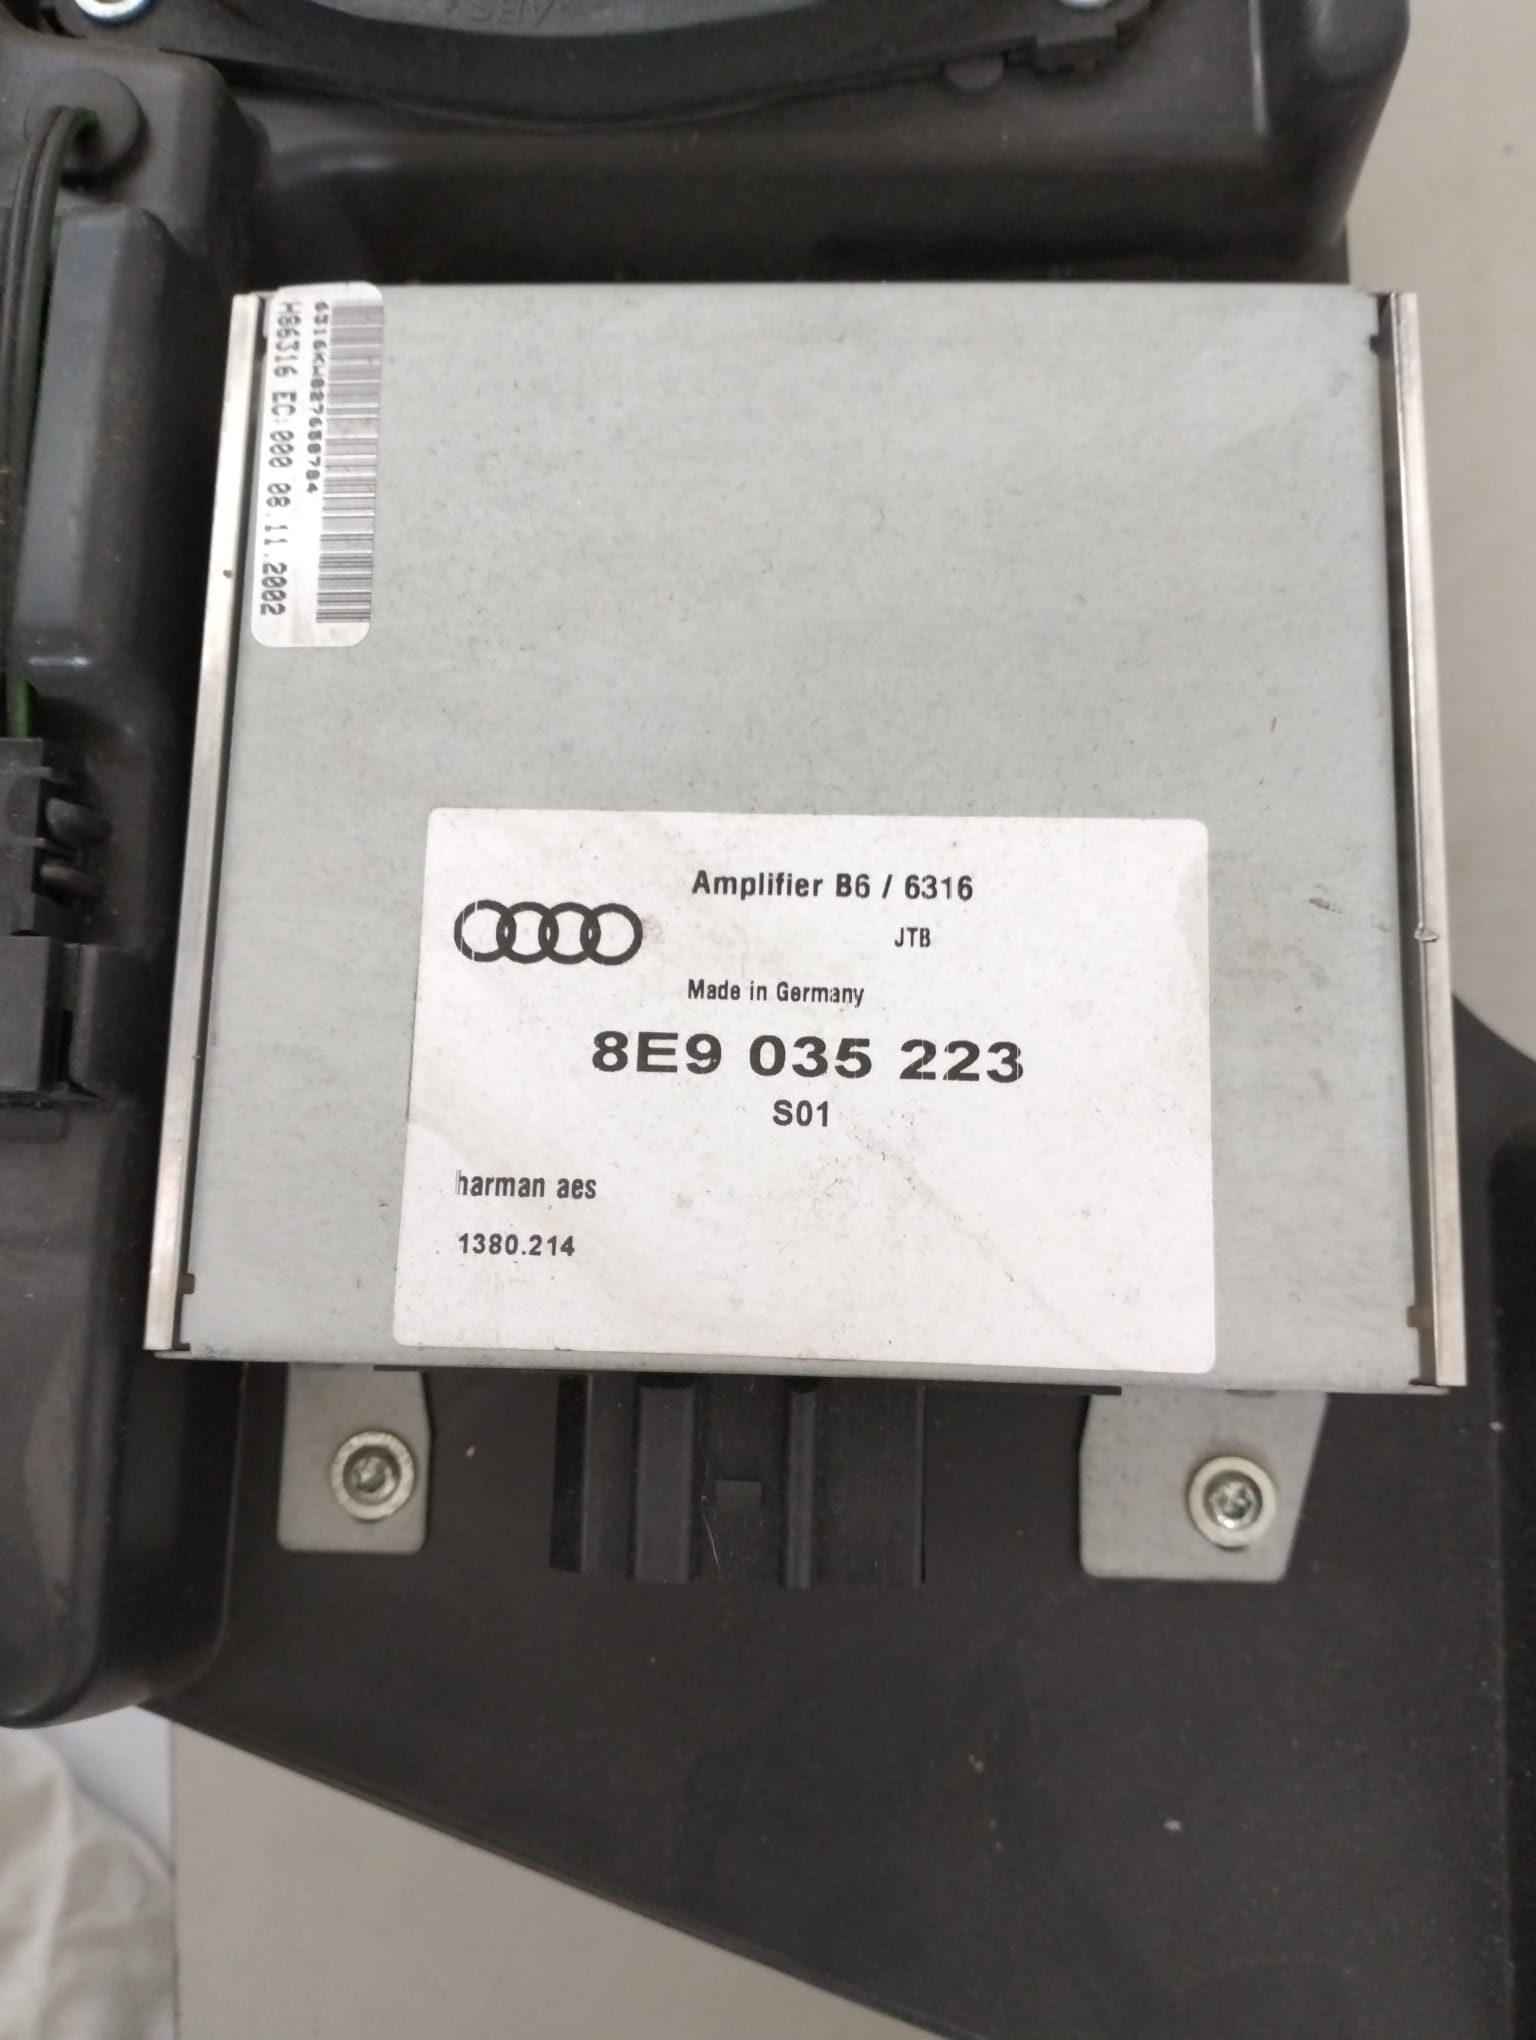 6316KW827658784
H86316 EC:000 08.11.2002
Amplifier B6 / 6316
JTB
Made in Germany
8E9 035 223
S01
harman aes
1380.214